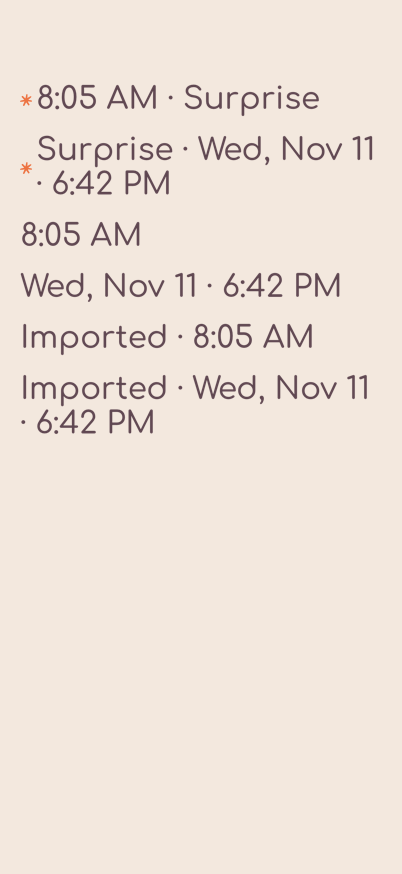 * 8:05 AM · Surprise
* Surprise · Wed, Nov 11
· 6:42 PM
8:05 AM
Wed, Nov 11 · 6:42 PM
Imported · 8:05 AM
Imported · Wed, Nov 11
· 6:42 PM